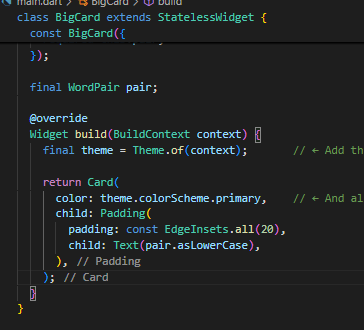 main.dart > BigCard > build
class BigCard extends StatelessWidget {
const BigCard({
});
final WordPair pair;
@override
Widget build(BuildContext context) {
final theme = Theme.of(context); // ← Add th
return Card(
color: theme.colorScheme.primary, // ← And al
child: Padding(
padding: const EdgeInsets.all(20),
child: Text(pair.asLowerCase),
), // Padding
); // Card
}
}